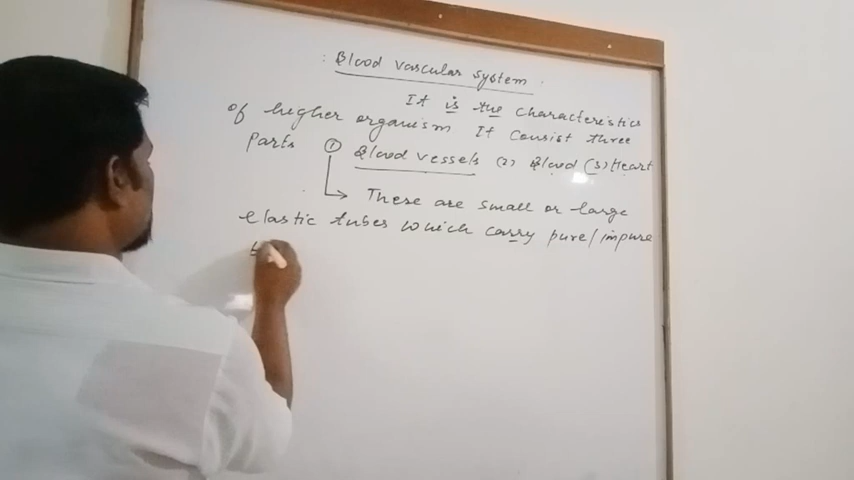 : Blood vascular system.
It is the characteristics
of higher organism It consist three
parts ① Blood vessels (2) Blood (3) Heart
These are small or large
elastic tubes which carry pure/impure